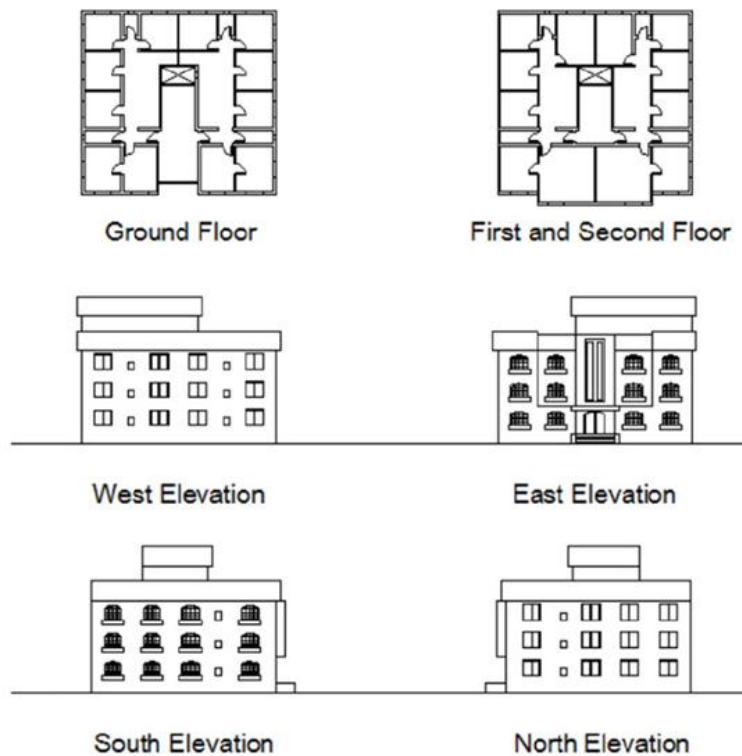 Ground Floor
First and Second Floor
West Elevation
East Elevation
South Elevation
North Elevation